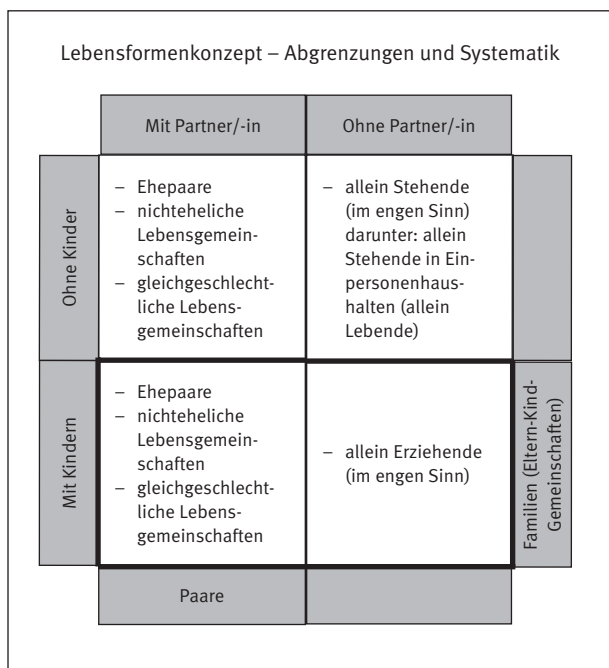 Lebensformenkonzept – Abgrenzungen und Systematik
Mit Partner/-in
Ohne Partner/-in
Ohne Kinder
– Ehepaare
– nichteheliche
Lebensgemein-
schaften
– gleichgeschlecht-
liche Lebens-
gemeinschaften
– allein Stehende
(im engen Sinn)
darunter: allein
Stehende in Ein-
personenhaus-
halten (allein
Lebende)
Mit Kindern
– Ehepaare
– nichteheliche
Lebensgemein-
schaften
– gleichgeschlecht-
liche Lebens-
gemeinschaften
– allein Erziehende
(im engen Sinn)
Familien (Eltern-Kind-
Gemeinschaften)
Paare